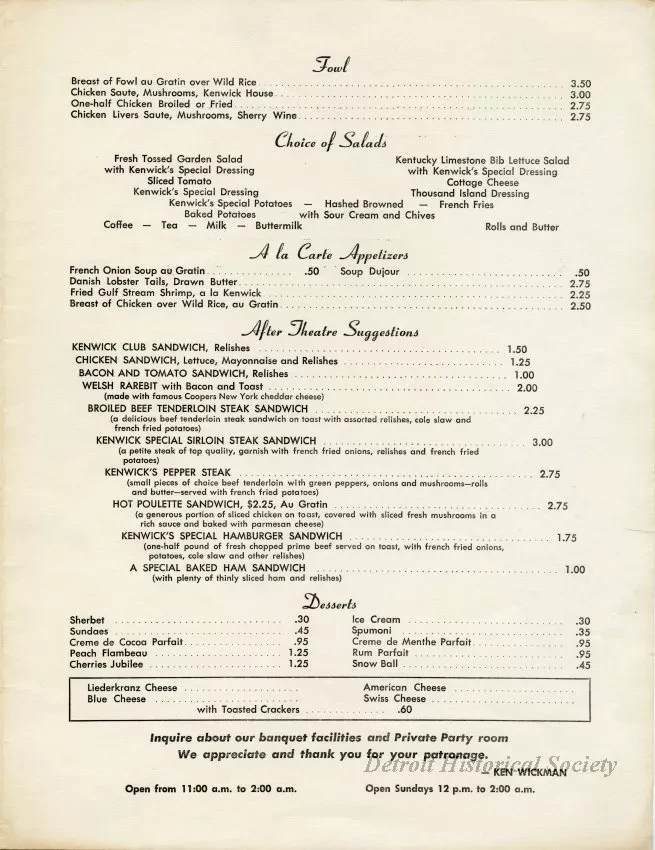 Fowl
Breast of Fowl au Gratin over Wild Rice 3.50
Chicken Saute, Mushrooms, Kenwick House 3.00
One-half Chicken Broiled or Fried 2.75
Chicken Livers Saute, Mushrooms, Sherry Wine 2.75
Choice of Salads
Fresh Tossed Garden Salad Kentucky Limestone Bib Lettuce Salad
with Kenwick's Special Dressing with Kenwick's Special Dressing
Sliced Tomato Cottage Cheese
Kenwick's Special Dressing Thousand Island Dressing
Kenwick's Special Potatoes — Hashed Browned — French Fries
Baked Potatoes with Sour Cream and Chives
Coffee — Tea — Milk — Buttermilk Rolls and Butter
A la Carte Appetizers
French Onion Soup au Gratin .50 Soup Dujour .50
Danish Lobster Tails, Drawn Butter 2.75
Fried Gulf Stream Shrimp, a la Kenwick 2.25
Breast of Chicken over Wild Rice, au Gratin 2.50
After Theatre Suggestions
KENWICK CLUB SANDWICH, Relishes 1.50
CHICKEN SANDWICH, Lettuce, Mayonnaise and Relishes 1.25
BACON AND TOMATO SANDWICH, Relishes 1.00
WELSH RAREBIT with Bacon and Toast 2.00
(made with famous Coopers New York cheddar cheese)
BROILED BEEF TENDERLOIN STEAK SANDWICH 2.25
(a delicious beef tenderloin steak sandwich on toast with assorted relishes, cole slaw and
french fried potatoes)
KENWICK SPECIAL SIRLOIN STEAK SANDWICH 3.00
(a petite steak of top quality, garnish with french fried onions, relishes and french fried
potatoes)
KENWICK'S PEPPER STEAK 2.75
(small pieces of choice beef tenderloin with green peppers, onions and mushrooms—rolls
and butter—served with french fried potatoes)
HOT POULETTE SANDWICH, $2.25, Au Gratin 2.75
(a generous portion of sliced chicken on toast, covered with sliced fresh mushrooms in a
rich sauce and baked with parmesan cheese)
KENWICK'S SPECIAL HAMBURGER SANDWICH 1.75
(one-half pound of fresh chopped prime beef served on toast, with french fried onions,
potatoes, cole slaw and other relishes)
A SPECIAL BAKED HAM SANDWICH 1.00
(with plenty of thinly sliced ham and relishes)
Desserts
Sherbet .30 Ice Cream .30
Sundaes .45 Spumoni .35
Creme de Cocoa Parfait .95 Creme de Menthe Parfait .95
Peach Flambeau 1.25 Rum Parfait .95
Cherries Jubilee 1.25 Snow Ball .45
Liederkranz Cheese American Cheese
Blue Cheese Swiss Cheese
with Toasted Crackers .60
Inquire about our banquet facilities and Private Party room
We appreciate and thank you for your patronage.
Detroit Historical Society
— KEN WICKMAN
Open from 11:00 a.m. to 2:00 a.m. Open Sundays 12 p.m. to 2:00 a.m.